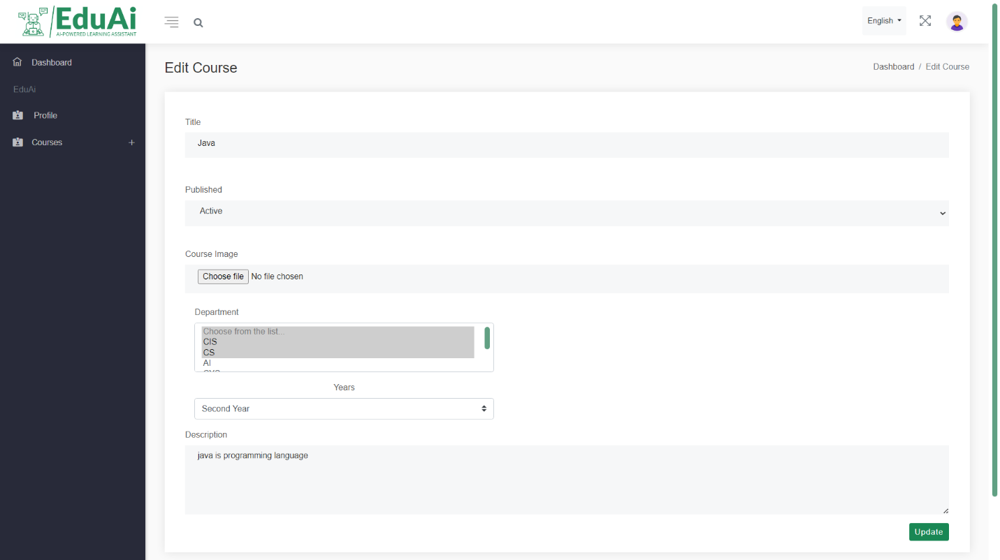 EduAi
AI-POWERED LEARNING ASSISTANT
English
Dashboard
EduAi
Profile
Courses
Edit Course
Dashboard / Edit Course
Title
Java
Published
Active
Course Image
Choose file No file chosen
Department
Choose from the list...
CIS
CS
AI
Years
Second Year
Description
java is programming language
Update